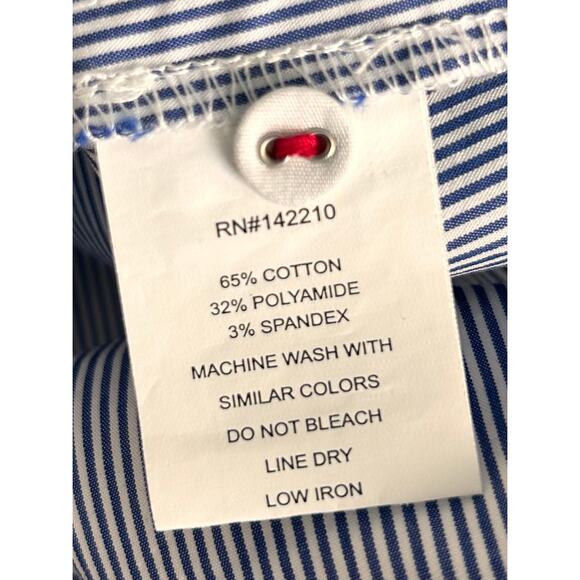 RN#142210
65% COTTON
32% POLYAMIDE
3% SPANDEX
MACHINE WASH WITH
SIMILAR COLORS
DO NOT BLEACH
LINE DRY
LOW IRON